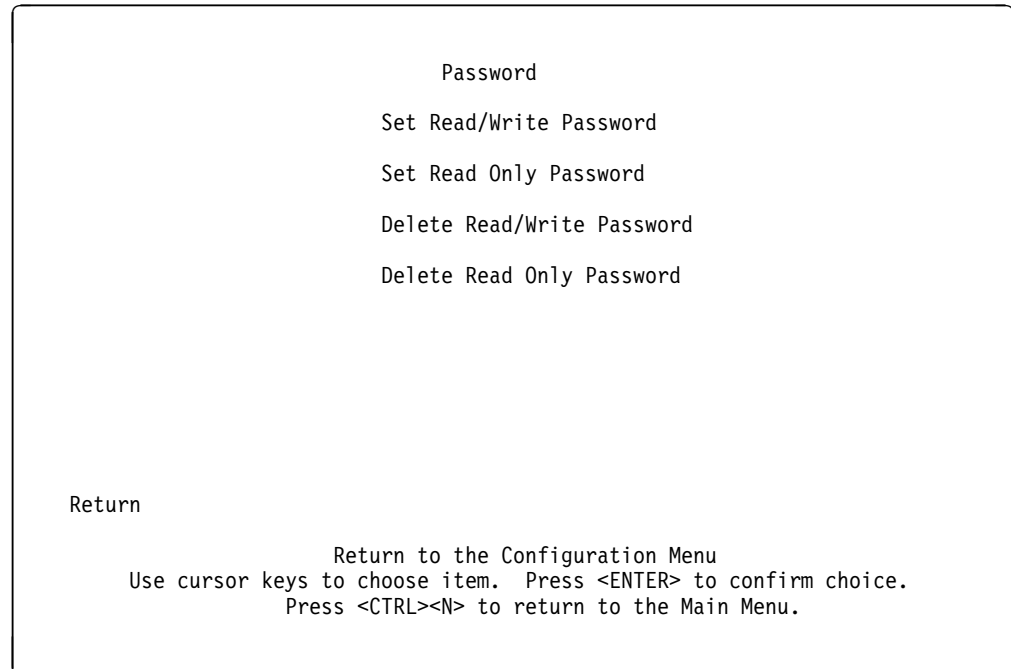 Password
Set Read/Write Password
Set Read Only Password
Delete Read/Write Password
Delete Read Only Password
Return
Return to the Configuration Menu
Use cursor keys to choose item.  Press <ENTER> to confirm choice.
Press <CTRL><N> to return to the Main Menu.